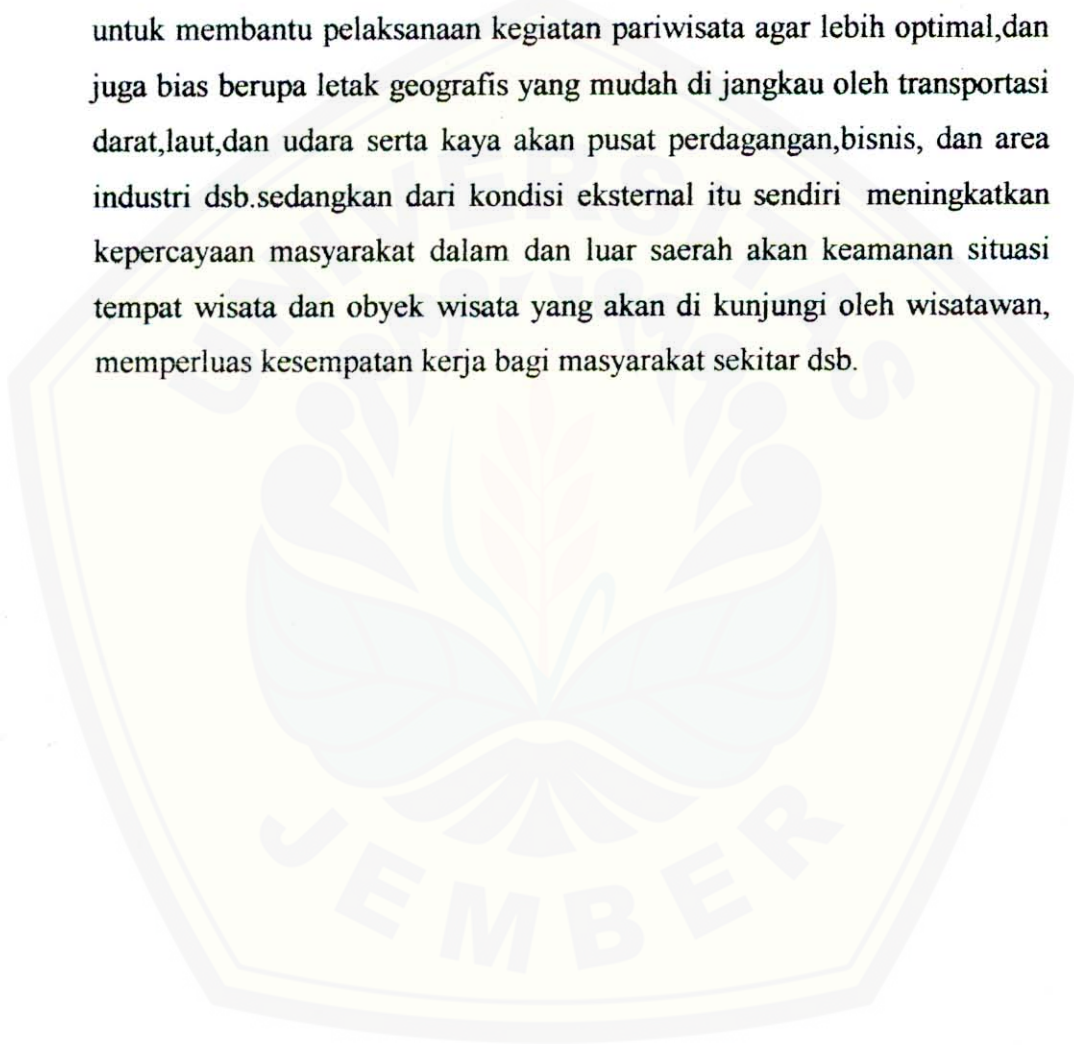 untuk membantu pelaksanaan kegiatan pariwisata agar lebih optimal,dan
juga bias berupa letak geografis yang mudah di jangkau oleh transportasi
darat,laut,dan udara serta kaya akan pusat perdagangan,bisnis, dan area
industri dsb.sedangkan dari kondisi eksternal itu sendiri meningkatkan
kepercayaan masyarakat dalam dan luar saerah akan keamanan situasi
tempat wisata dan obyek wisata yang akan di kunjungi oleh wisatawan,
memperluas kesempatan kerja bagi masyarakat sekitar dsb.
UNIVERSITAS
JEMBER